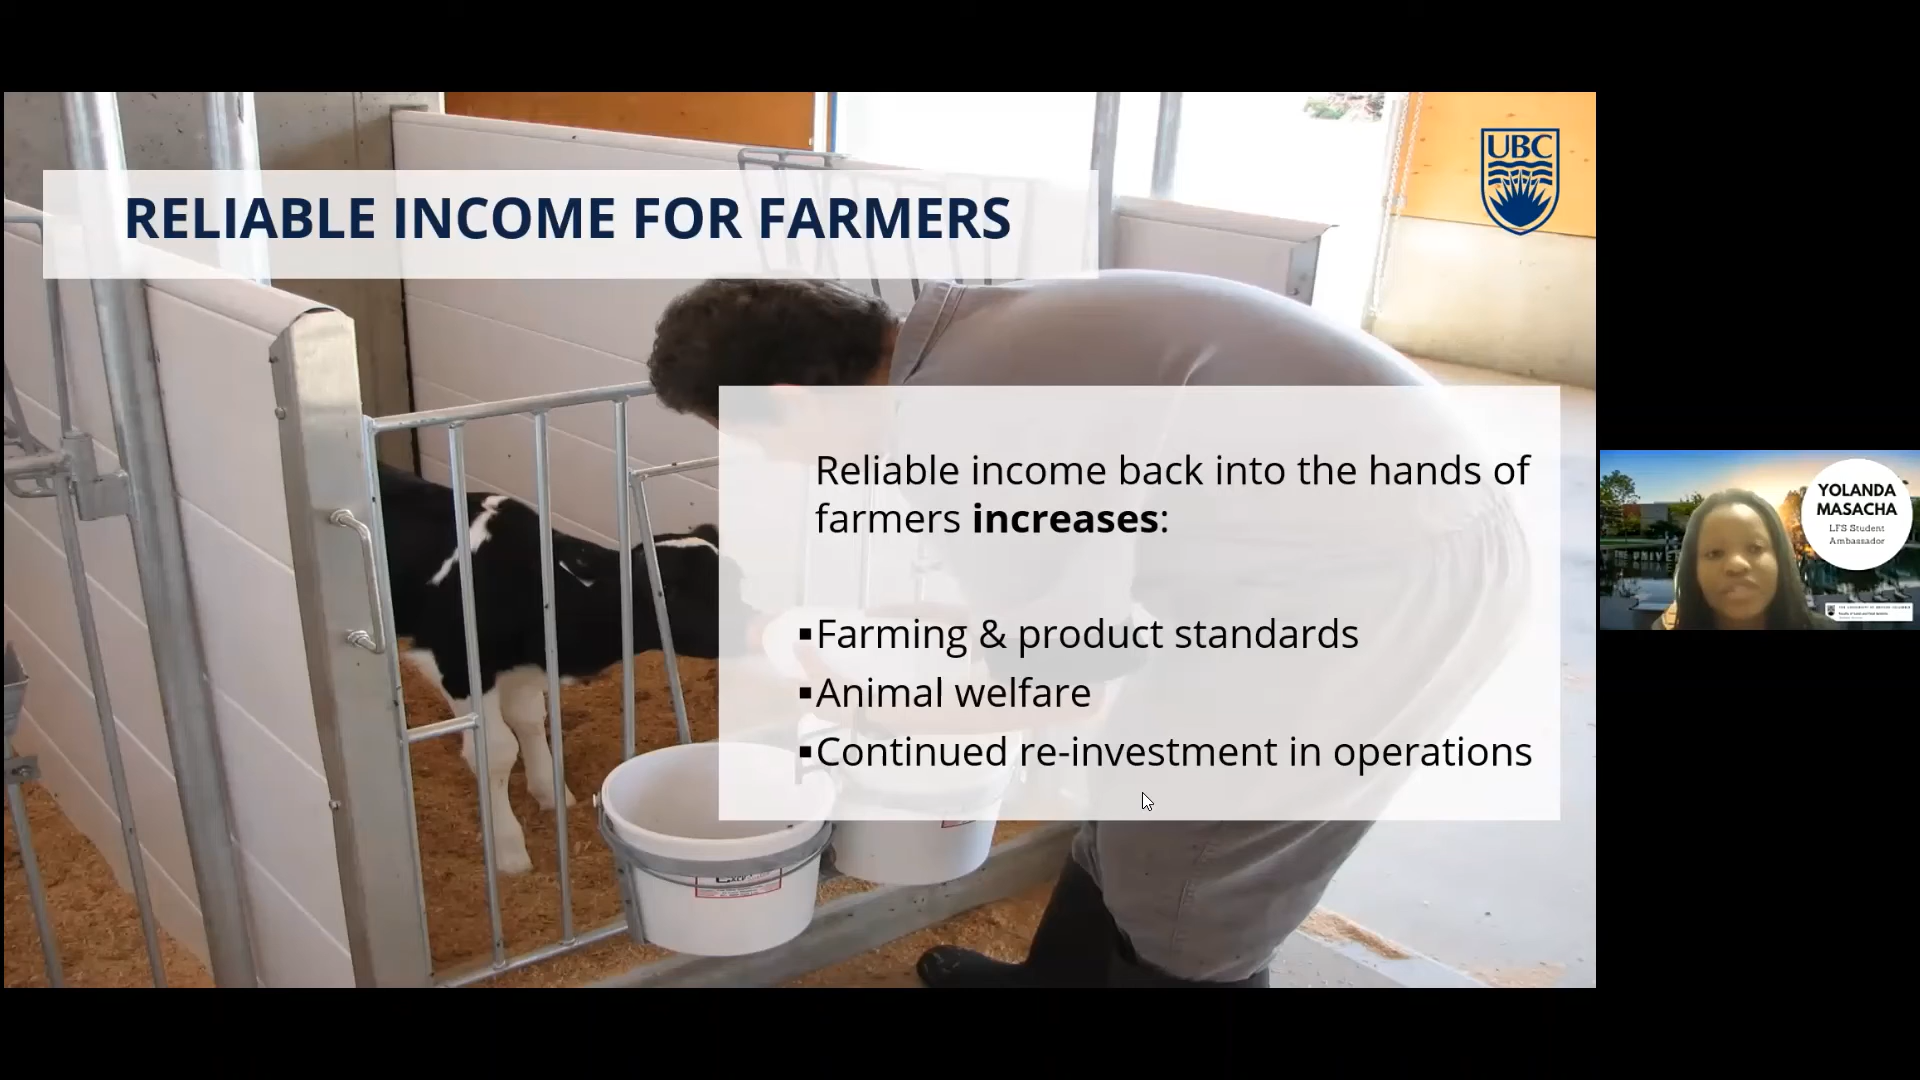 RELIABLE INCOME FOR FARMERS
UBC
Reliable income back into the hands of
farmers increases:
▪Farming & product standards
▪Animal welfare
▪Continued re-investment in operations
YOLANDA
MASACHA
LFS Student
Ambassador